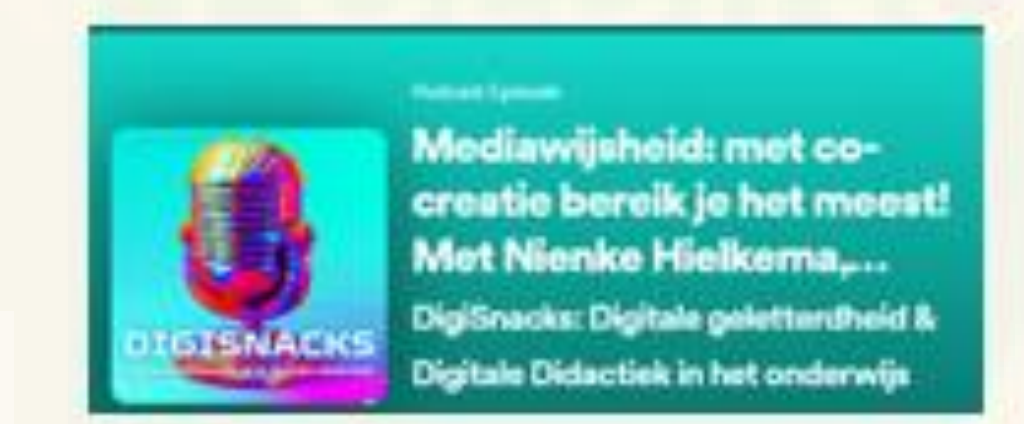 Podcast Episode
Mediawijsheid: met co-
creatie bereik je het meest!
Met Nienke Hielkema,...
DigiSnacks: Digitale geletterdheid &
Digitale Didactiek in het onderwijs
DIGISNACKS